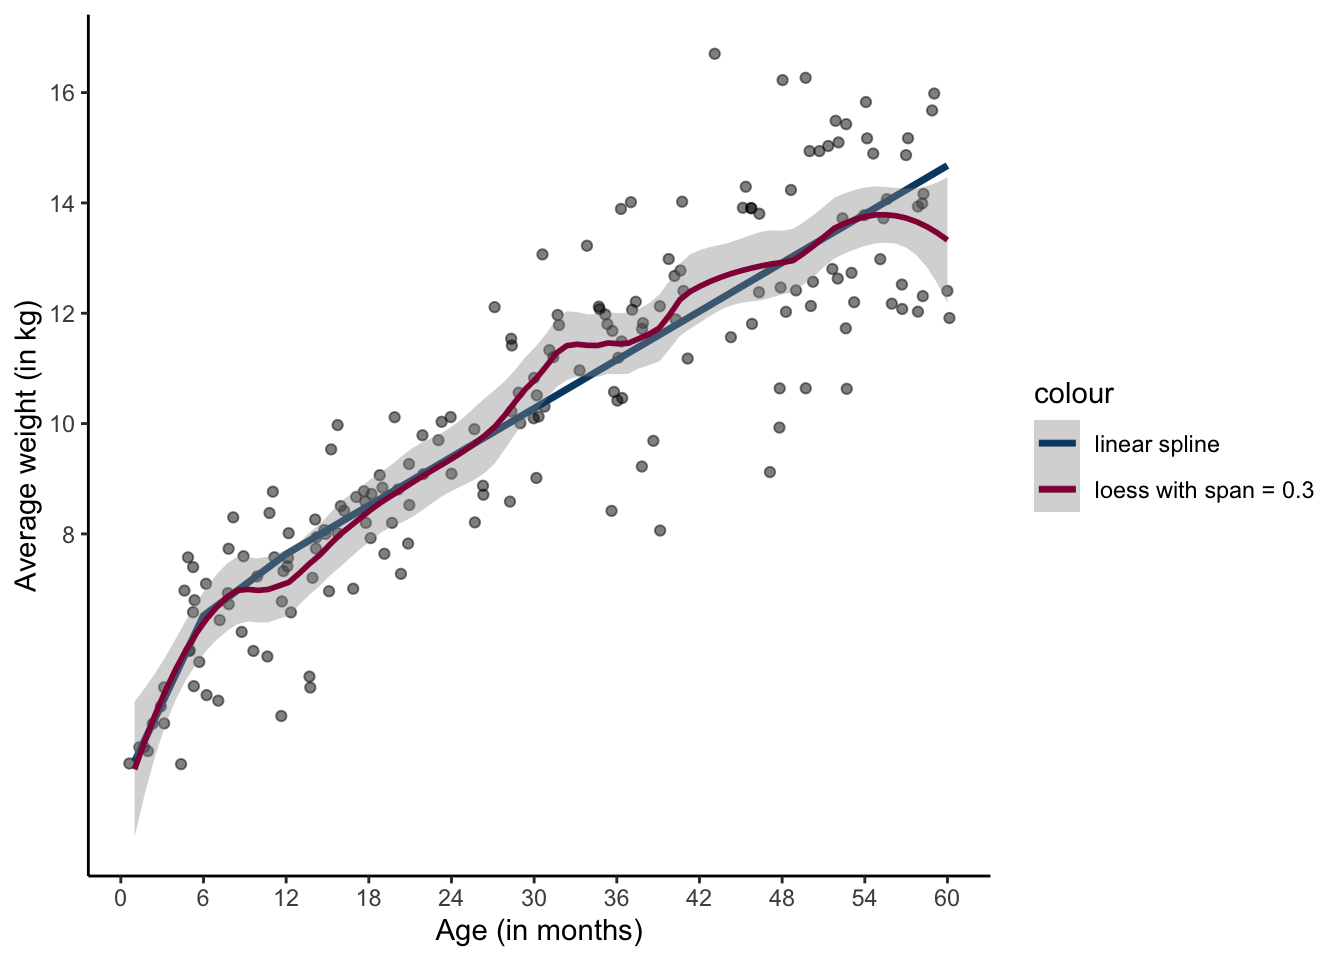 Average weight (in kg)
16
14
12
10
8
0 6 12 18 24 30 36 42 48 54 60
Age (in months)
colour
linear spline
loess with span = 0.3